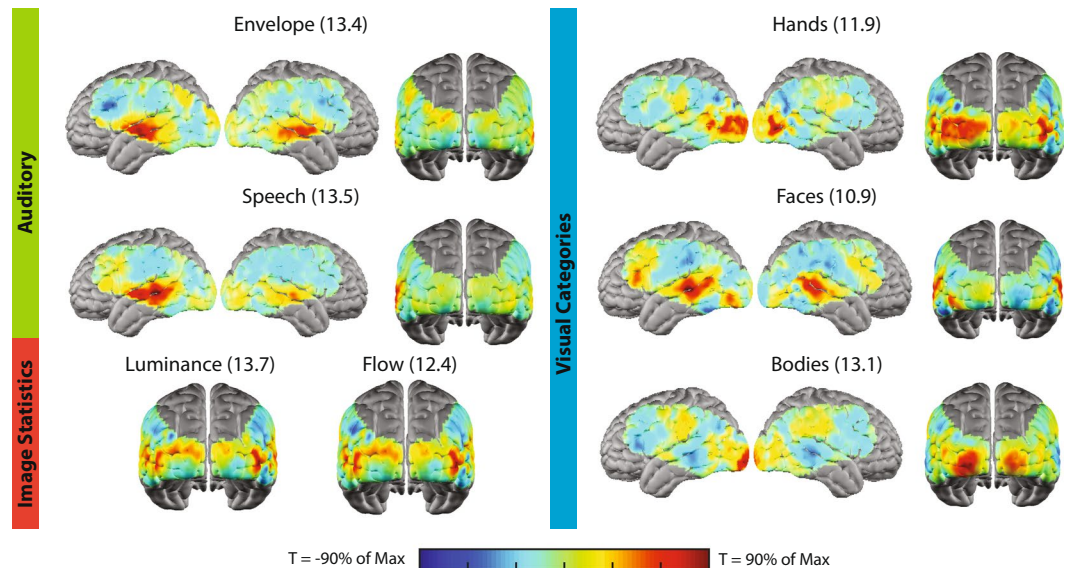 Auditory
Envelope (13.4)
Speech (13.5)
Image Statistics
Luminance (13.7)
Flow (12.4)
Visual Categories
Hands (11.9)
Faces (10.9)
Bodies (13.1)
T = -90% of Max
T = 90% of Max